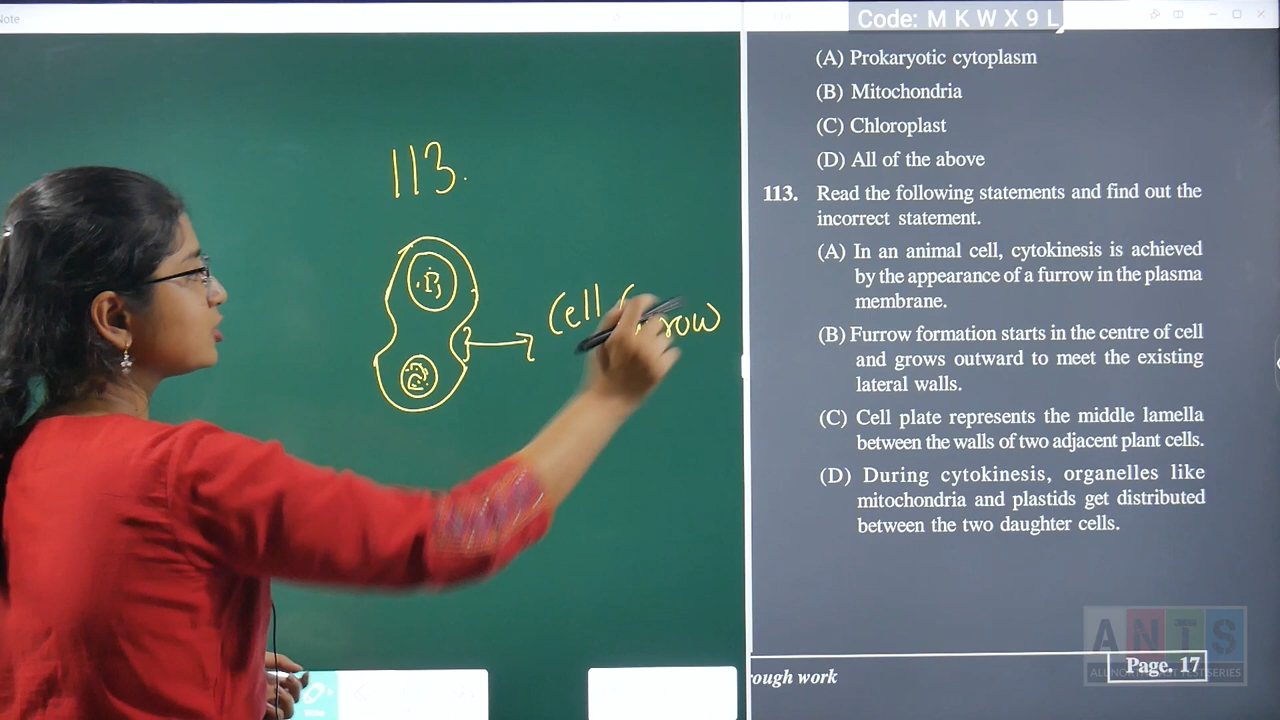 Note
Code: M K W X 9 L
(A) Prokaryotic cytoplasm
(B) Mitochondria
(C) Chloroplast
(D) All of the above
113.
113. Read the following statements and find out the
incorrect statement.
(A) In an animal cell, cytokinesis is achieved
by the appearance of a furrow in the plasma
membrane.
(B) Furrow formation starts in the centre of cell
and grows outward to meet the existing
lateral walls.
(C) Cell plate represents the middle lamella
between the walls of two adjacent plant cells.
(D) During cytokinesis, organelles like
mitochondria and plastids get distributed
between the two daughter cells.
Cell
ANTS
Page. 17
ough work